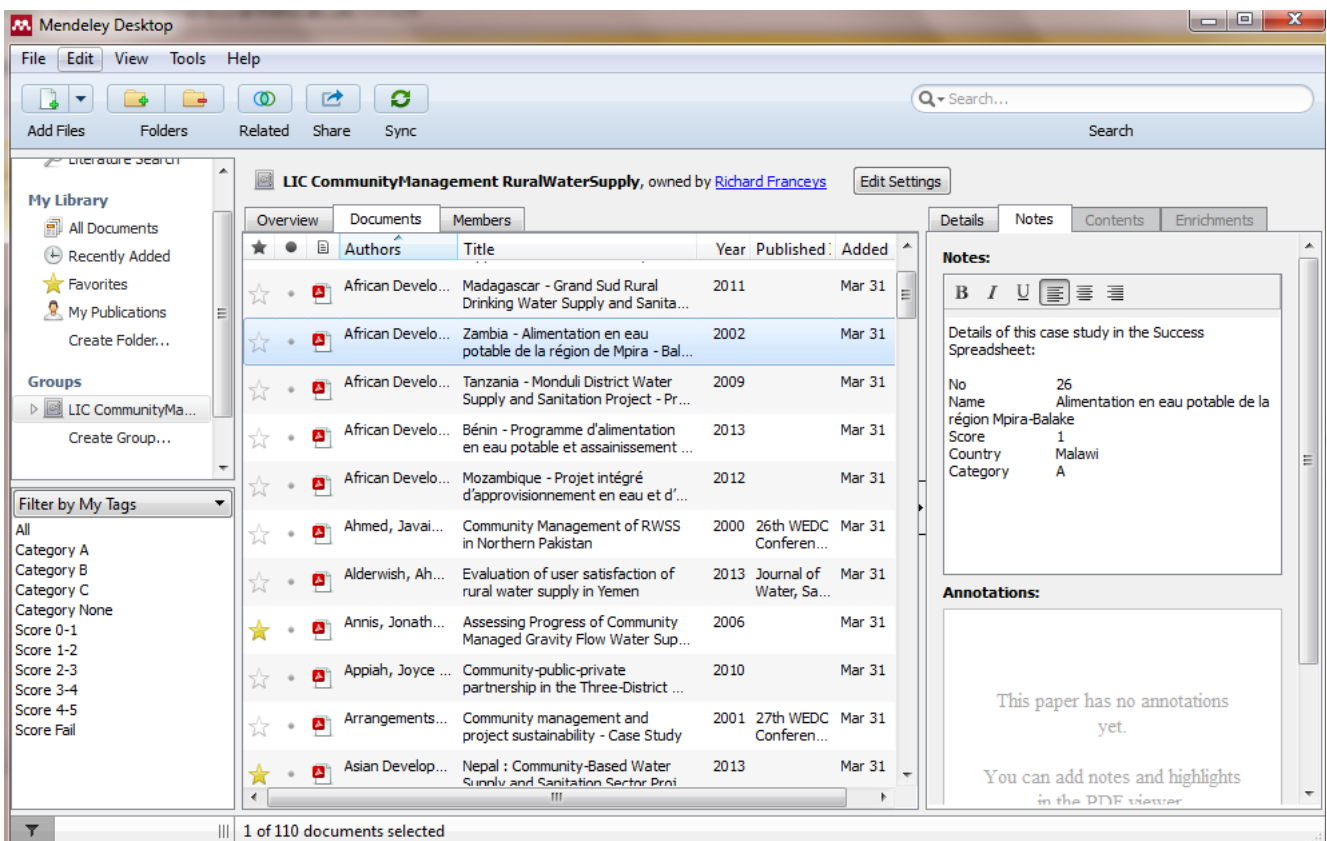 Mendeley Desktop
File Edit View Tools Help
Search...
Add Files Folders Related Share Sync Search
Literature Search
My Library
All Documents
Recently Added
Favorites
My Publications
Create Folder...
Groups
LIC CommunityMa...
Create Group...
Filter by My Tags
All
Category A
Category B
Category C
Category None
Score 0-1
Score 1-2
Score 2-3
Score 3-4
Score 4-5
Score Fail
LIC CommunityManagement RuralWaterSupply, owned by Richard Franceys Edit Settings
Overview Documents Members
Authors Title Year Published Added
African Develo... Madagascar - Grand Sud Rural 2011 Mar 31
Drinking Water Supply and Sanita...
African Develo... Zambia - Alimentation en eau 2002 Mar 31
potable de la région de Mpira - Bal...
African Develo... Tanzania - Monduli District Water 2009 Mar 31
Supply and Sanitation Project - Pr...
African Develo... Bénin - Programme d'alimentation 2013 Mar 31
en eau potable et assainissement ...
African Develo... Mozambique - Projet intégré 2012 Mar 31
d'approvisionnement en eau et d'...
Ahmed, Javai... Community Management of RWSS 2000 26th WEDC Mar 31
in Northern Pakistan Conferen...
Alderwish, Ah... Evaluation of user satisfaction of 2013 Journal of Mar 31
rural water supply in Yemen Water, Sa...
Annis, Jonath... Assessing Progress of Community 2006 Mar 31
Managed Gravity Flow Water Sup...
Appiah, Joyce ... Community-public-private 2010 Mar 31
partnership in the Three-District ...
Arrangements... Community management and 2001 27th WEDC Mar 31
project sustainability - Case Study Conferen...
Asian Develop... Nepal : Community-Based Water 2013 Mar 31
Supply and Sanitation Sector Proj
Details Notes Contents Enrichments
Notes:
B I U
Details of this case study in the Success
Spreadsheet:
No 26
Name Alimentation en eau potable de la
région Mpira-Balake
Score 1
Country Malawi
Category A
Annotations:
This paper has no annotations
yet.
You can add notes and highlights
in the PDF viewer
1 of 110 documents selected